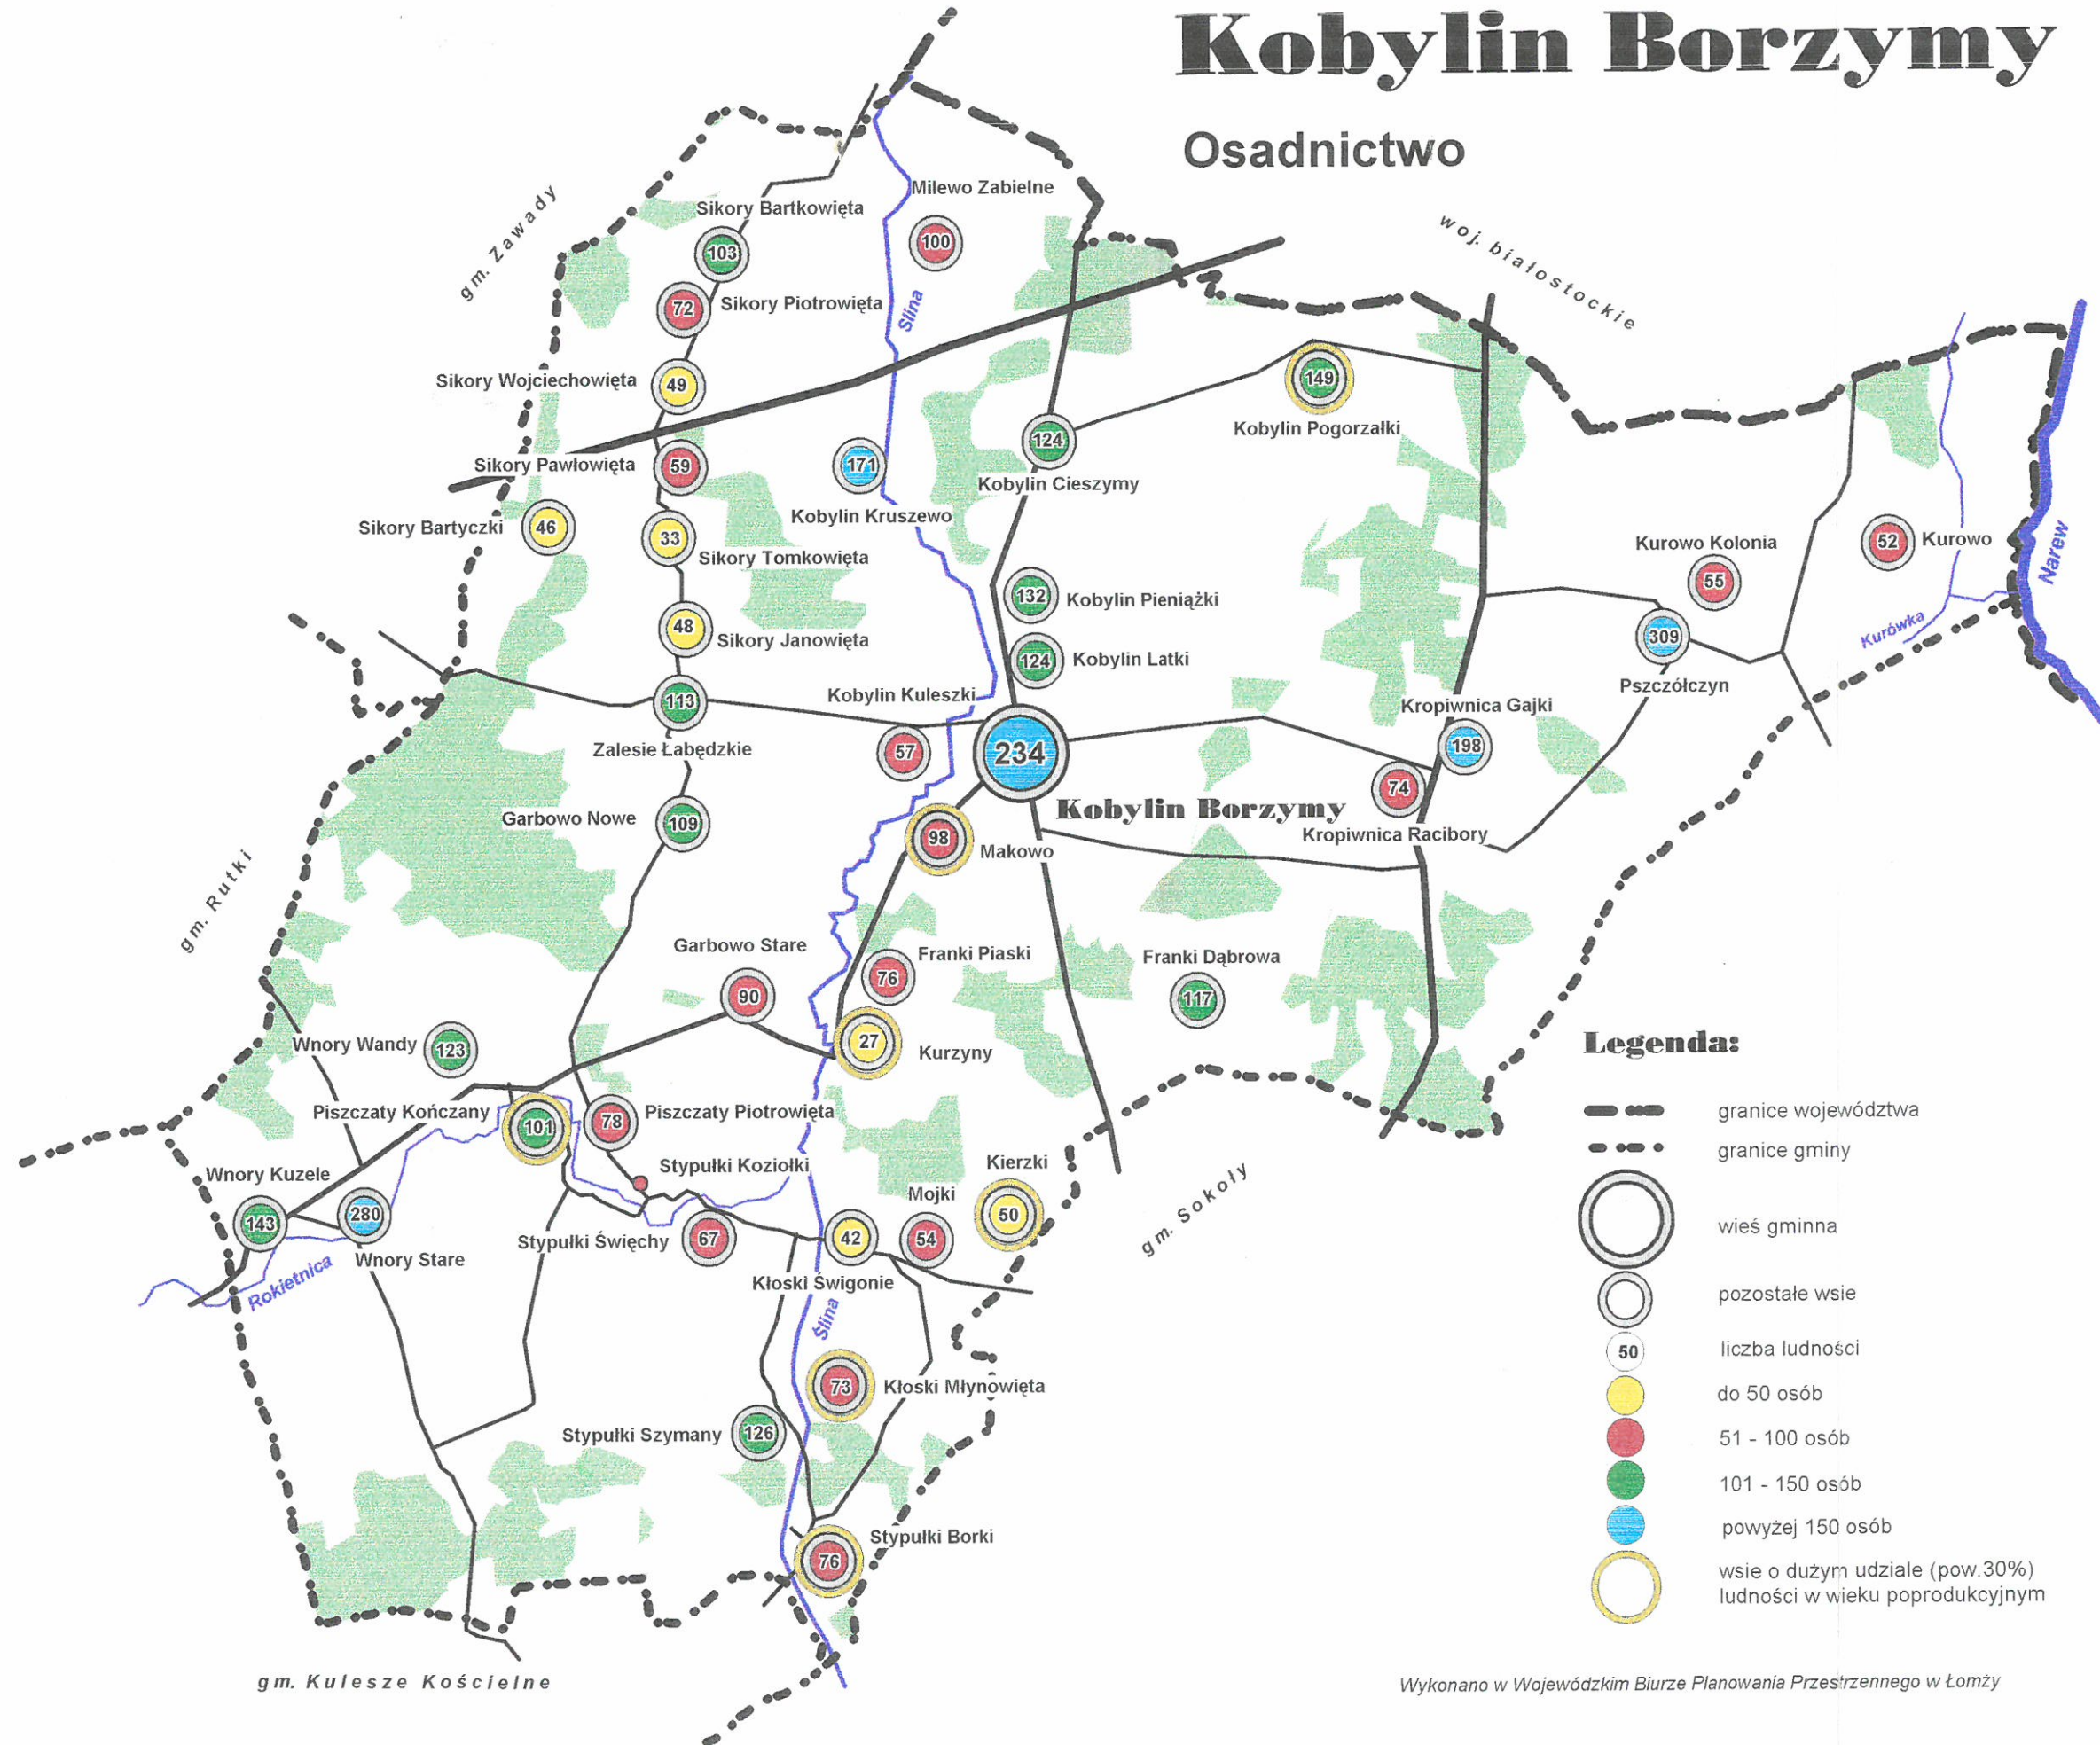 Kobylin Borzymy
Osadnictwo
gm. Zawady
woj. białostockie
Milewo Zabielne
100
Sikory Bartkowięta
103
72
Sikory Piotrowięta
Ślina
Sikory Wojciechowięta
49
149
Kobylin Pogorzałki
124
Kobylin Cieszymy
Sikory Pawłowięta
59
171
Kobylin Kruszewo
Sikory Bartyczki
46
33
Sikory Tomkowięta
Kurowo Kolonia
55
52
Kurowo
Narew
132
Kobylin Pieniążki
48
Sikory Janowięta
309
Pszczółczyn
Kurówka
124
Kobylin Latki
113
Zalesie Łabędzkie
Kobylin Kuleszki
57
234
Kobylin Borzymy
Kropiwnica Gajki
198
74
Kropiwnica Racibory
Garbowo Nowe
109
98
Makowo
gm. Rutki
Garbowo Stare
90
Franki Piaski
76
Franki Dąbrowa
117
Wnory Wandy
123
27
Kurzyny
Piszczaty Kończany
101
78
Piszczaty Piotrowięta
Stypułki Koziołki
Wnory Kuzele
143
280
Wnory Stare
Rokietnica
Stypułki Święchy
67
42
Kłoski Świgonie
Mojki
54
Kierzki
50
gm. Sokoły
Ślina
73
Kłoski Młynowięta
Stypułki Szymany
126
Stypułki Borki
76
gm. Kulesze Kościelne
Legenda:
granice województwa
granice gminy
wieś gminna
pozostałe wsie
50
liczba ludności
do 50 osób
51 - 100 osób
101 - 150 osób
powyżej 150 osób
wsie o dużym udziale (pow.30%)
ludności w wieku poprodukcyjnym
Wykonano w Wojewódzkim Biurze Planowania Przestrzennego w Łomży